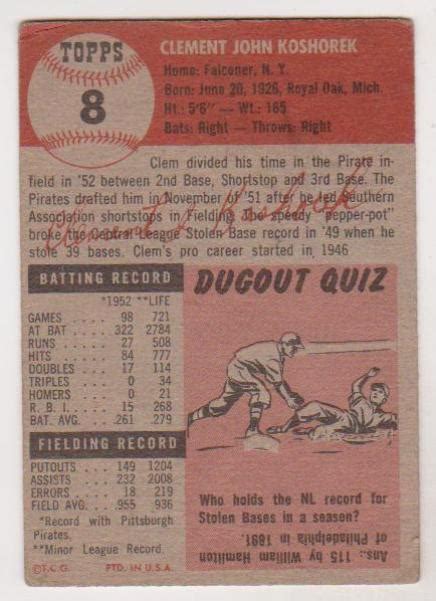 TOPPS
8
CLEMENT JOHN KOSHOREK
Home: Falconer, N. Y.
Born: June 20, 1926, Royal Oak, Mich.
Ht.: 5'6" — Wt.: 165
Bats: Right — Throws: Right
Clem divided his time in the Pirate in-
field in '52 between 2nd Base, Shortstop and 3rd Base. The
Pirates drafted him in November of '51 after he led Southern
Association shortstops in Fielding. The speedy "pepper-pot"
broke the Central League Stolen Base record in '49 when he
stole 39 bases. Clem's pro career started in 1946
BATTING RECORD
*1952 **LIFE
GAMES 98 721
AT BAT 322 2784
RUNS 27 508
HITS 84 777
DOUBLES 17 114
TRIPLES 0 34
HOMERS 0 21
R. B. I. 15 268
BAT. AVG. .261 .279
FIELDING RECORD
PUTOUTS 149 1204
ASSISTS 232 2008
ERRORS 18 219
FIELD AVG. .955 .936
*Record with Pittsburgh
Pirates.
**Minor League Record.
©T.C.G. PTD. IN U.S.A.
DUGOUT QUIZ
Who holds the NL record for
Stolen Bases in a season?
Ans.: 115 by William Hamilton
of Philadelphia in 1891.